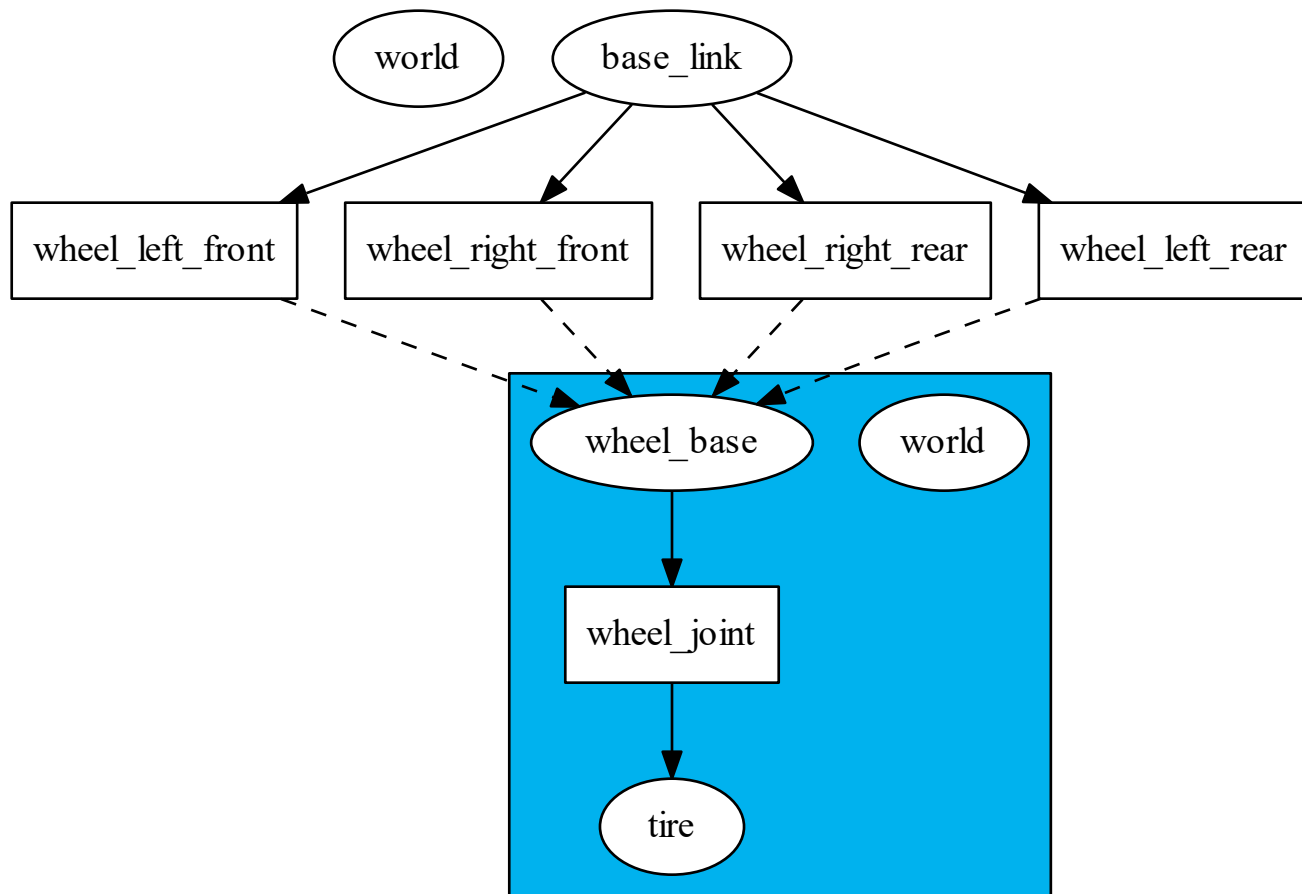 world
base_link
wheel_left_front
wheel_right_front
wheel_right_rear
wheel_left_rear
wheel_base
world
wheel_joint
tire